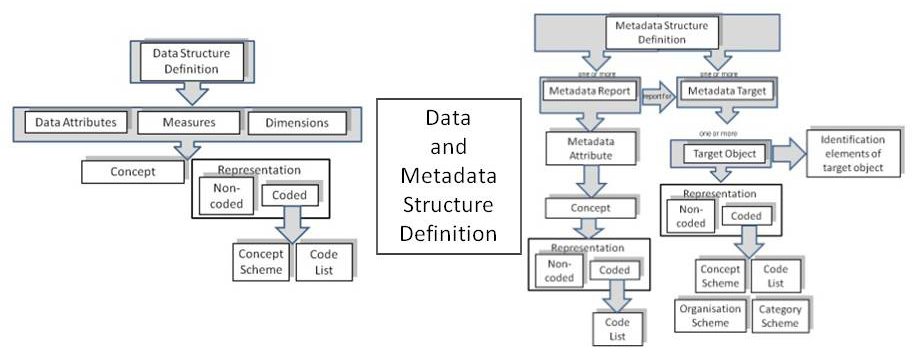 Data Structure
Definition
Data Attributes
Measures
Dimensions
Concept
Representation
Non-
coded
Coded
Concept
Scheme
Code
List
Data
and
Metadata
Structure
Definition
Metadata Structure
Definition
one or more
one or more
Metadata Report
report for
Metadata Target
Metadata
Attribute
one or more
Target Object
Identification
elements of
target object
Concept
Representation
Non-
coded
Coded
Representation
Non-
coded
Coded
Code
List
Concept
Scheme
Code
List
Organisation
Scheme
Category
Scheme